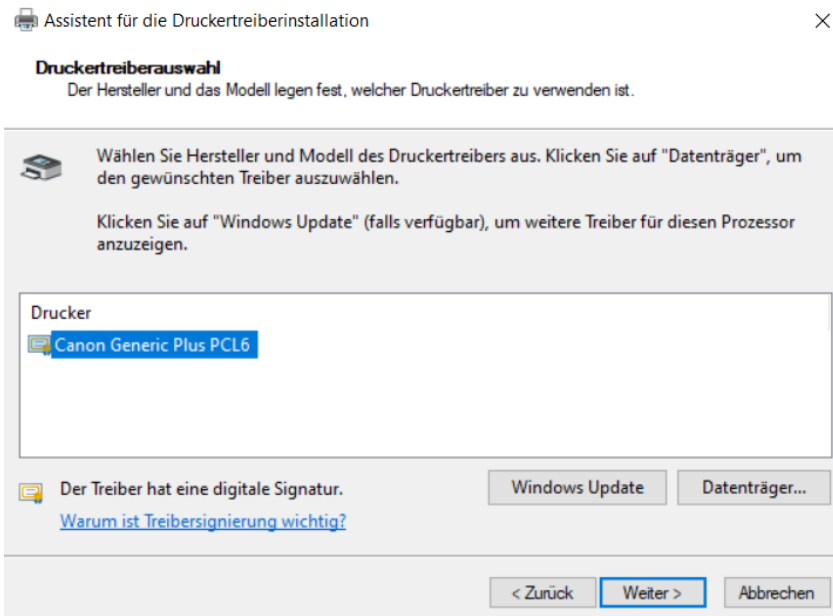 Assistent für die Druckertreiberinstallation
Druckertreiberauswahl
Der Hersteller und das Modell legen fest, welcher Druckertreiber zu verwenden ist.
Wählen Sie Hersteller und Modell des Druckertreibers aus. Klicken Sie auf "Datenträger", um
den gewünschten Treiber auszuwählen.
Klicken Sie auf "Windows Update" (falls verfügbar), um weitere Treiber für diesen Prozessor
anzuzeigen.
Drucker
Canon Generic Plus PCL6
Der Treiber hat eine digitale Signatur.
Windows Update
Datenträger...
Warum ist Treibersignierung wichtig?
< Zurück
Weiter >
Abbrechen